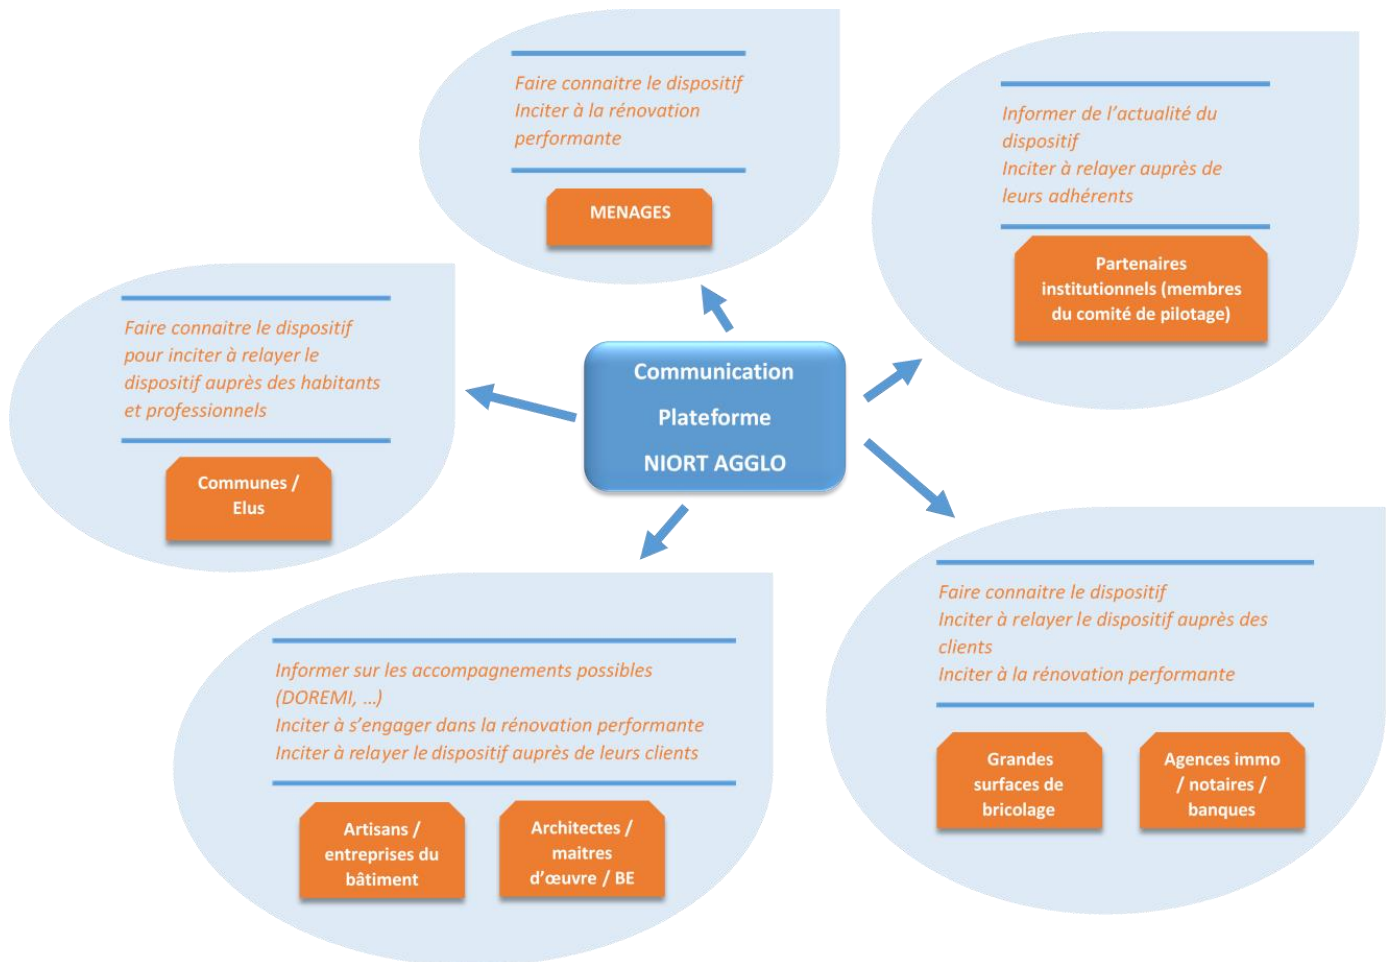 Faire connaitre le dispositif
Inciter à la rénovation
performante
MENAGES
Informer de l'actualité du
dispositif
Inciter à relayer auprès de
leurs adhérents
Partenaires
institutionnels (membres
du comité de pilotage)
Faire connaitre le dispositif
pour inciter à relayer le
dispositif auprès des habitants
et professionnels
Communes /
Elus
Communication
Plateforme
NIORT AGGLO
Informer sur les accompagnements possibles
(DOREMI, ...)
Inciter à s'engager dans la rénovation performante
Inciter à relayer le dispositif auprès de leurs clients
Artisans /
entreprises du
bâtiment
Architectes /
maitres
d'œuvre / BE
Faire connaitre le dispositif
Inciter à relayer le dispositif auprès des
clients
Inciter à la rénovation performante
Grandes
surfaces de
bricolage
Agences immo
/ notaires /
banques